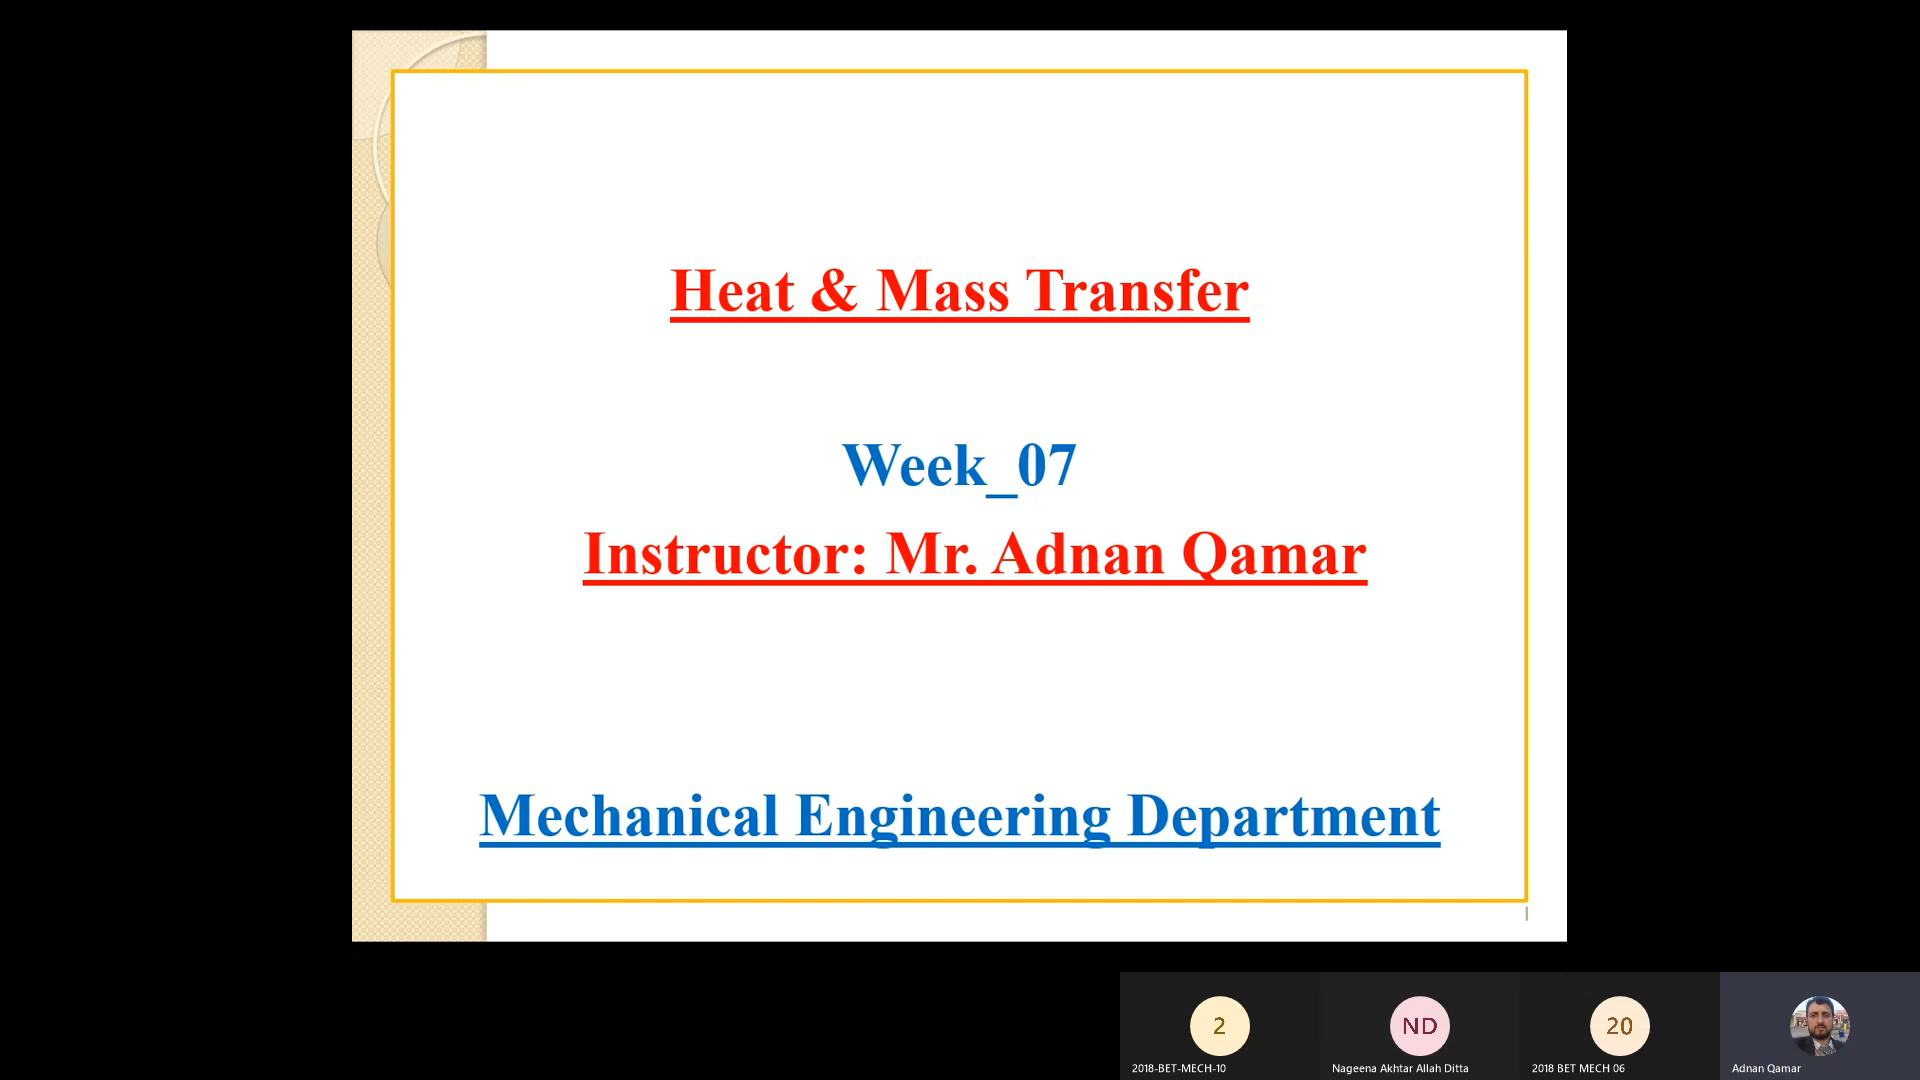 Heat & Mass Transfer
Week_07
Instructor: Mr. Adnan Qamar
Mechanical Engineering Department
2
ND
20
2018-BET-MECH-10
Nageena Akhtar Allah Ditta
2018 BET MECH 06
Adnan Qamar